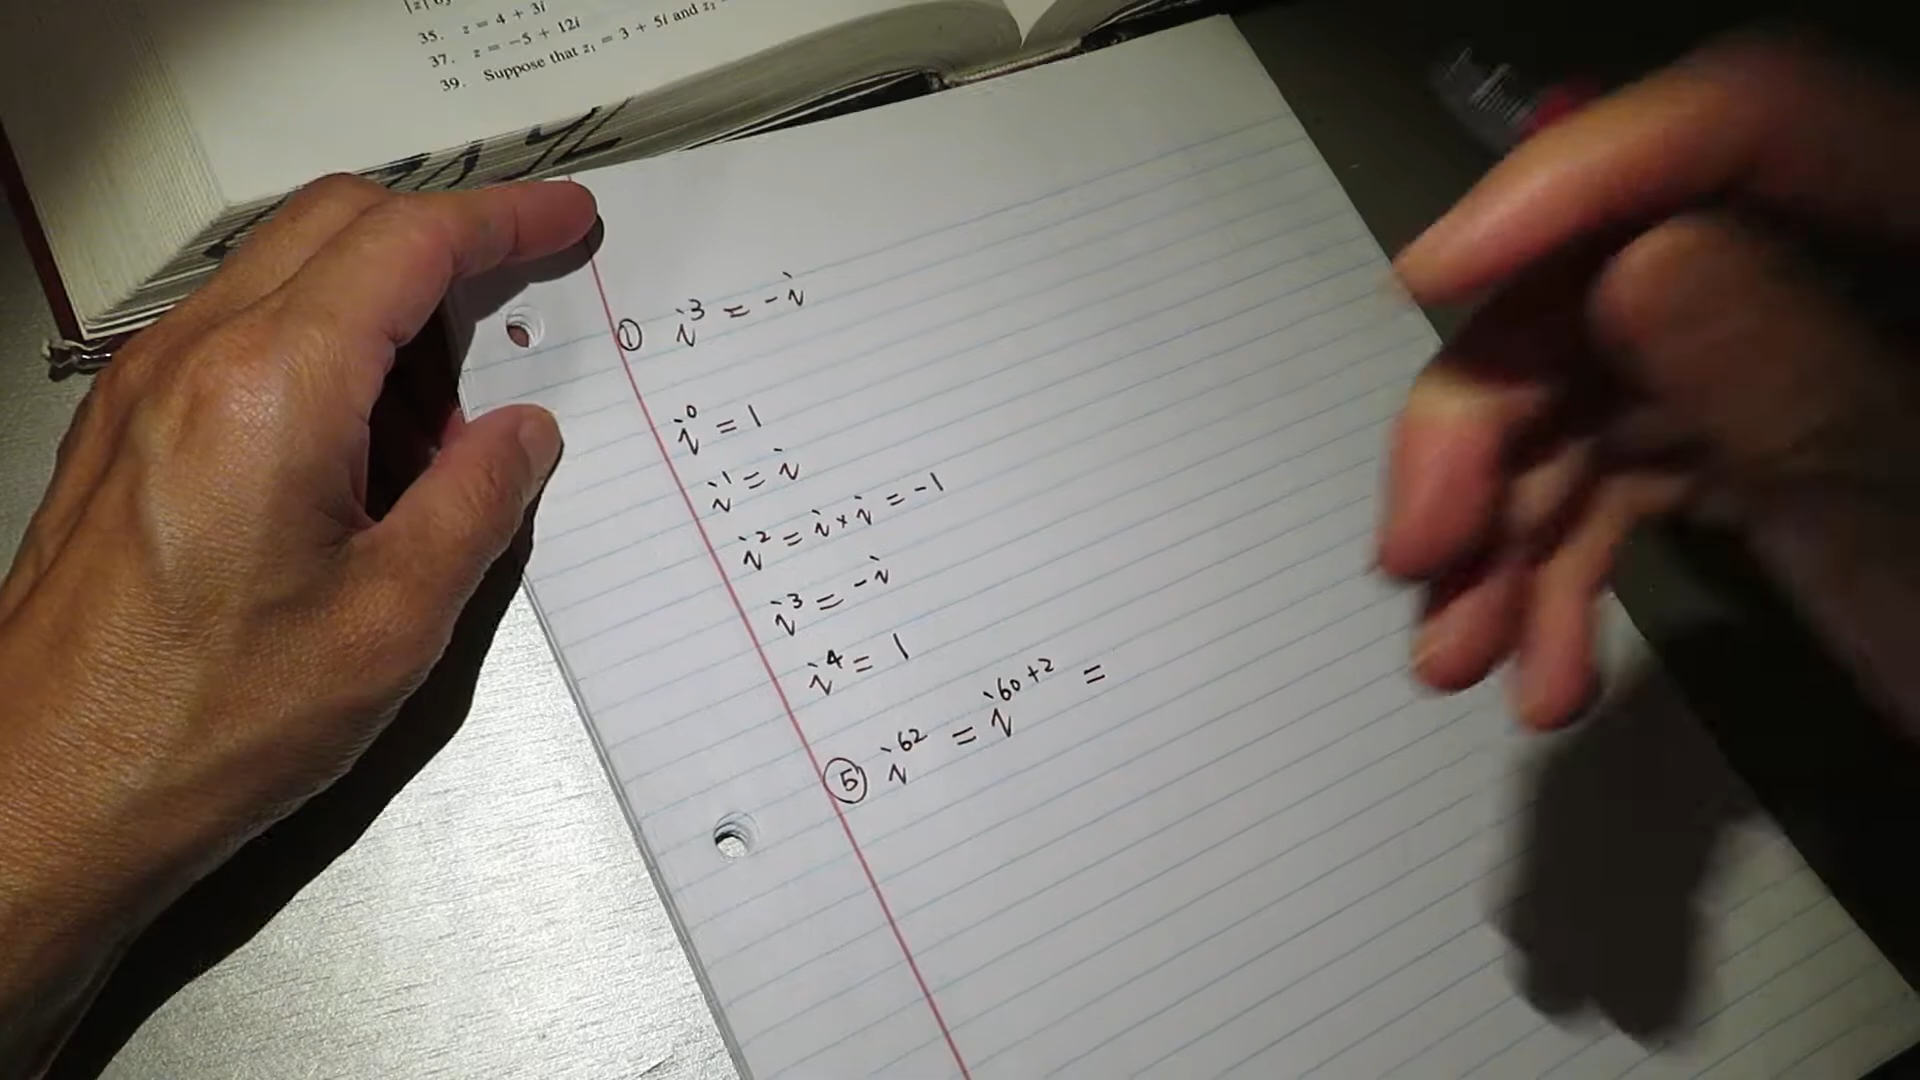 35. z = 4 + 3i
37. z = -5 + 12i
39. Suppose that z₁ = 3 + 5i and
① i³ = -i
i⁰ = 1
i¹ = i
i² = i × i = -1
i³ = -i
i⁴ = 1
⑤ i⁶² = i⁶⁰⁺² =